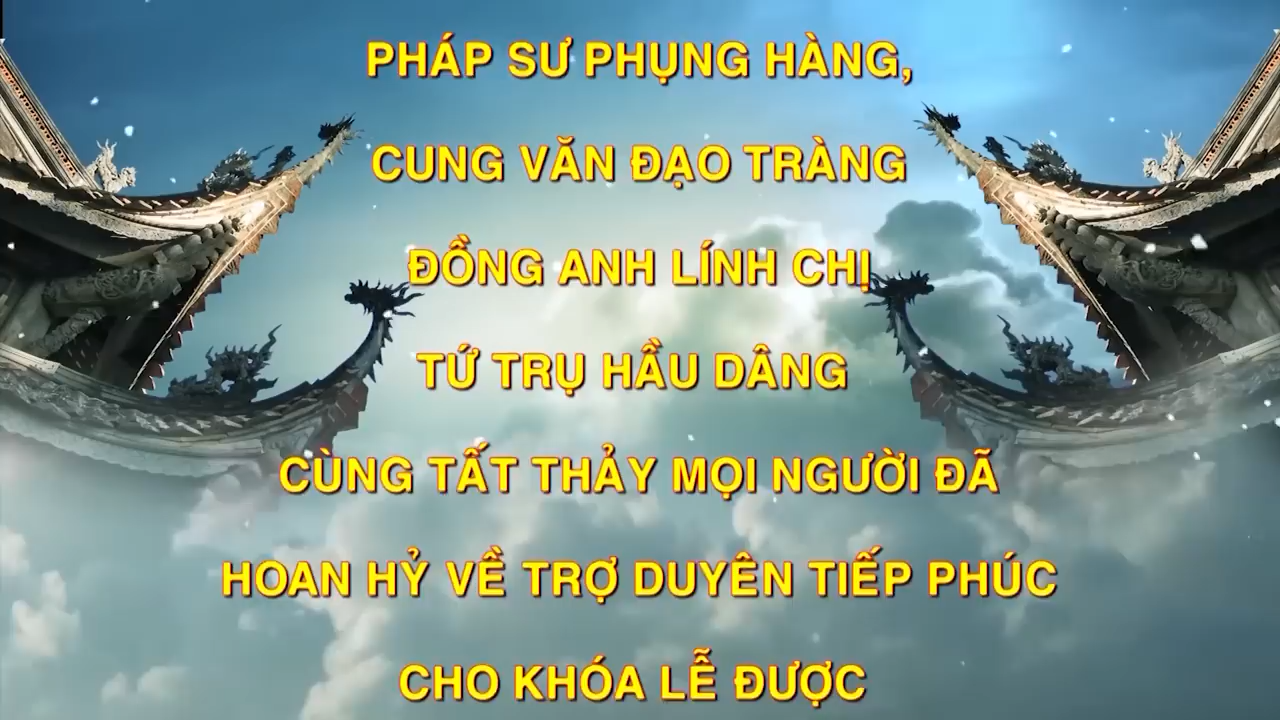 PHÁP SƯ PHỤNG HÀNG,
CUNG VĂN ĐẠO TRÀNG
ĐỒNG ANH LÍNH CHỊ
TỨ TRỤ HẦU DÂNG
CÙNG TẤT THẢY MỌI NGƯỜI ĐÃ
HOAN HỶ VỀ TRỢ DUYÊN TIẾP PHÚC
CHO KHÓA LỄ ĐƯỢC